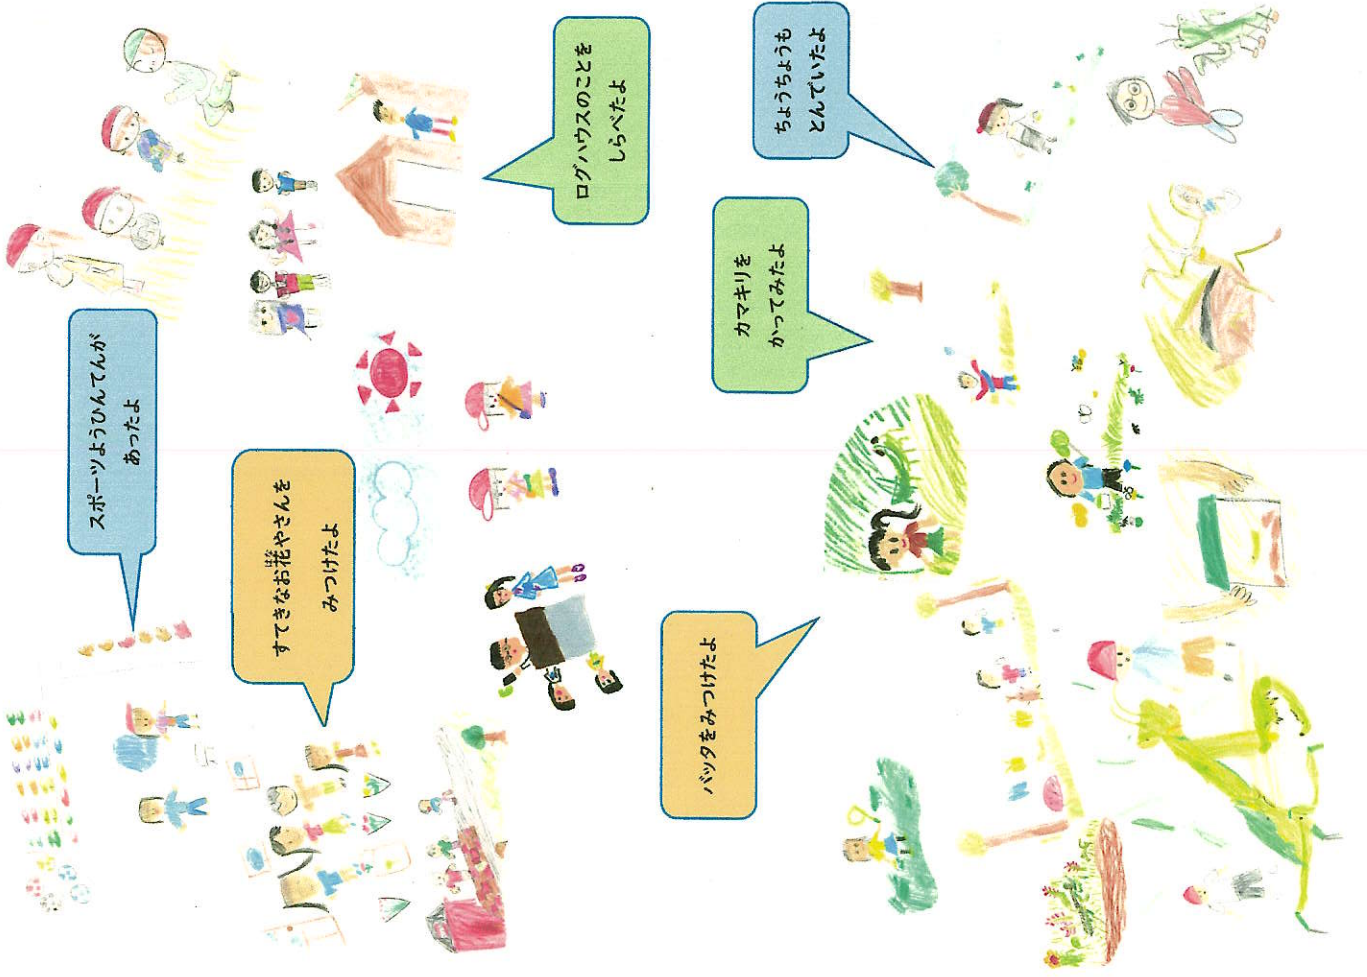 スポーツようひんてんが
あったよ
はな
すてきなお花やさんを
みつけたよ
ログハウスのことを
しらべたよ
バッタをみつけたよ
カマキリを
かってみたよ
ちょうちょうも
とんでいたよ